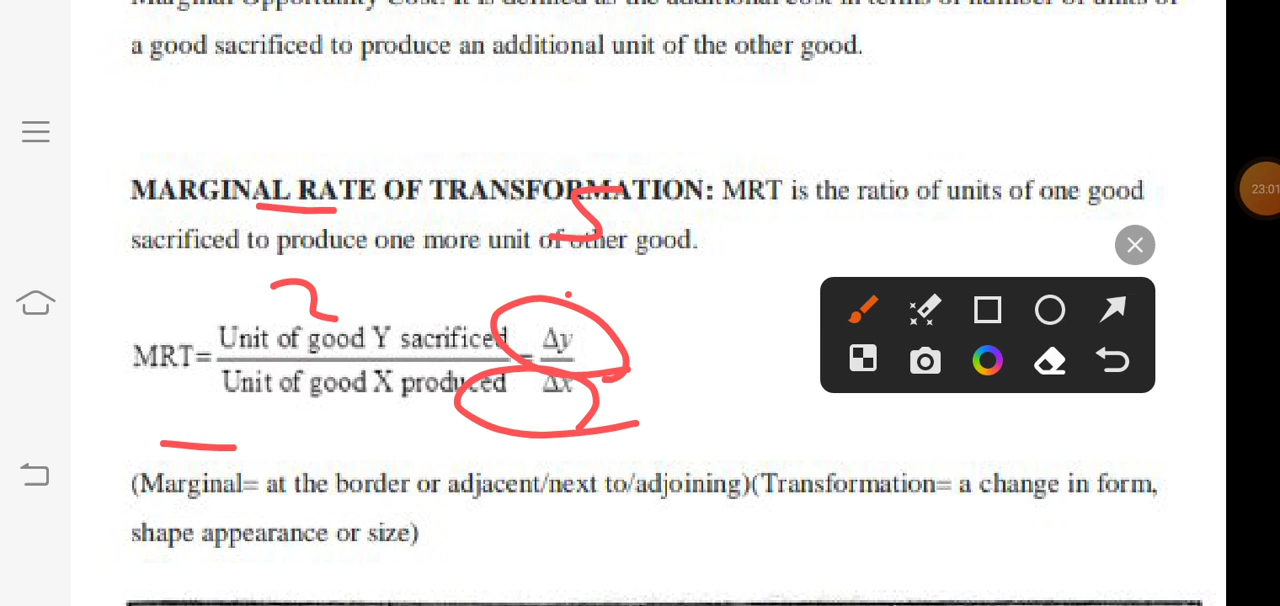 a good sacrificed to produce an additional unit of the other good.
MARGINAL RATE OF TRANSFORMATION: MRT is the ratio of units of one good
sacrificed to produce one more unit of other good.
MRT= Unit of good Y sacrificed / Unit of good X produced = Δy / Δx
(Marginal= at the border or adjacent/next to/adjoining)(Transformation= a change in form,
shape appearance or size)
23:01